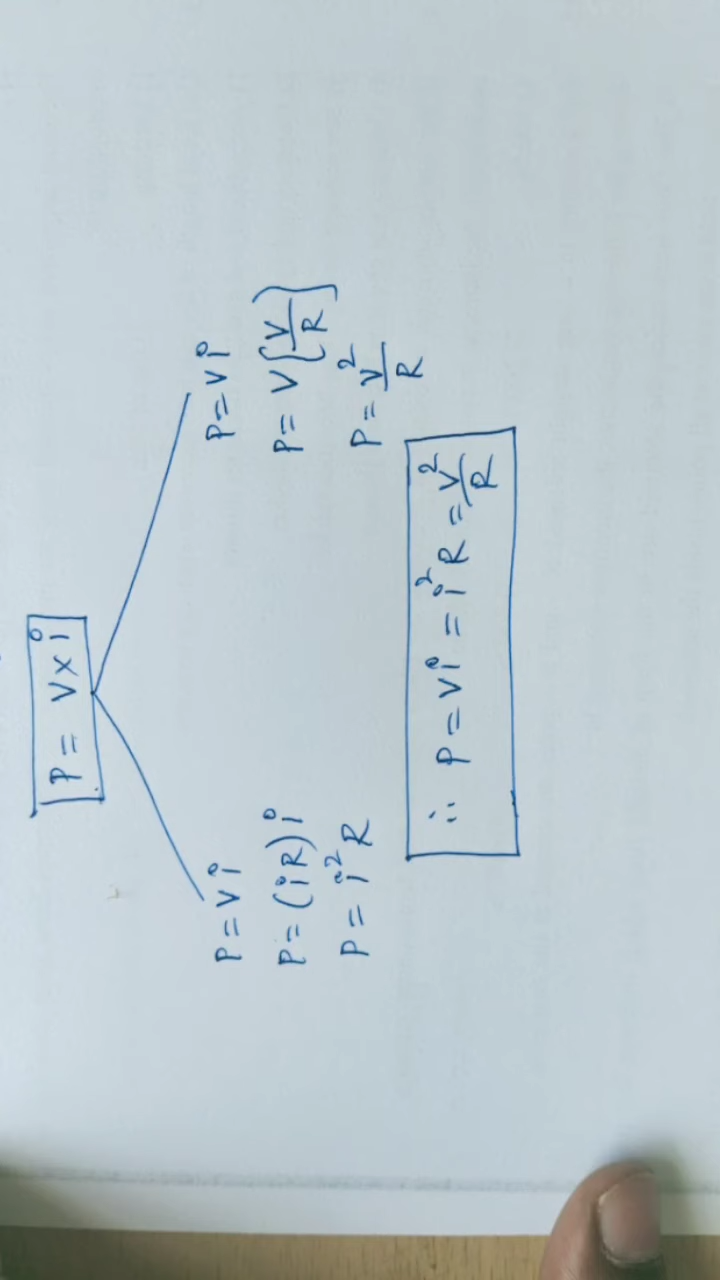 P = V x i
P = Vi
P = (iR)i
P = i²R
P = Vi
P = V(V/R)
P = V²/R
∴ P = Vi = i²R = V²/R